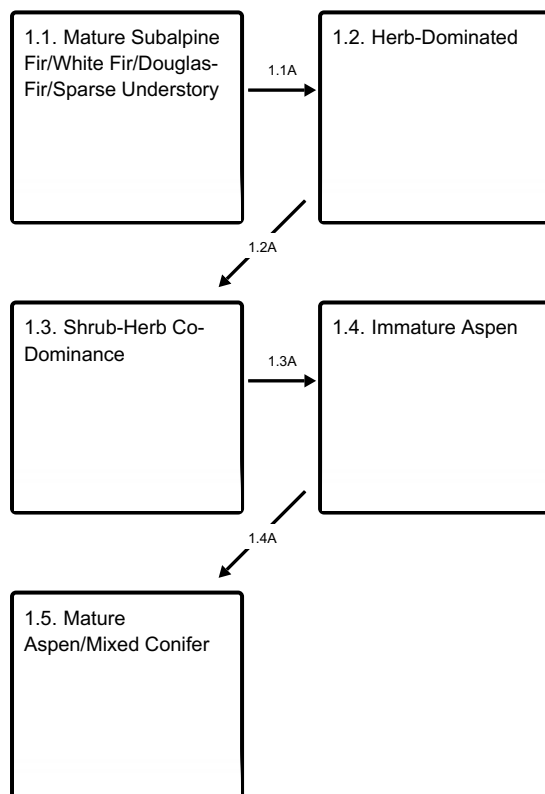 1.1. Mature Subalpine
Fir/White Fir/Douglas-
Fir/Sparse Understory
1.1A
1.2. Herb-Dominated
1.2A
1.3. Shrub-Herb Co-
Dominance
1.3A
1.4. Immature Aspen
1.4A
1.5. Mature
Aspen/Mixed Conifer